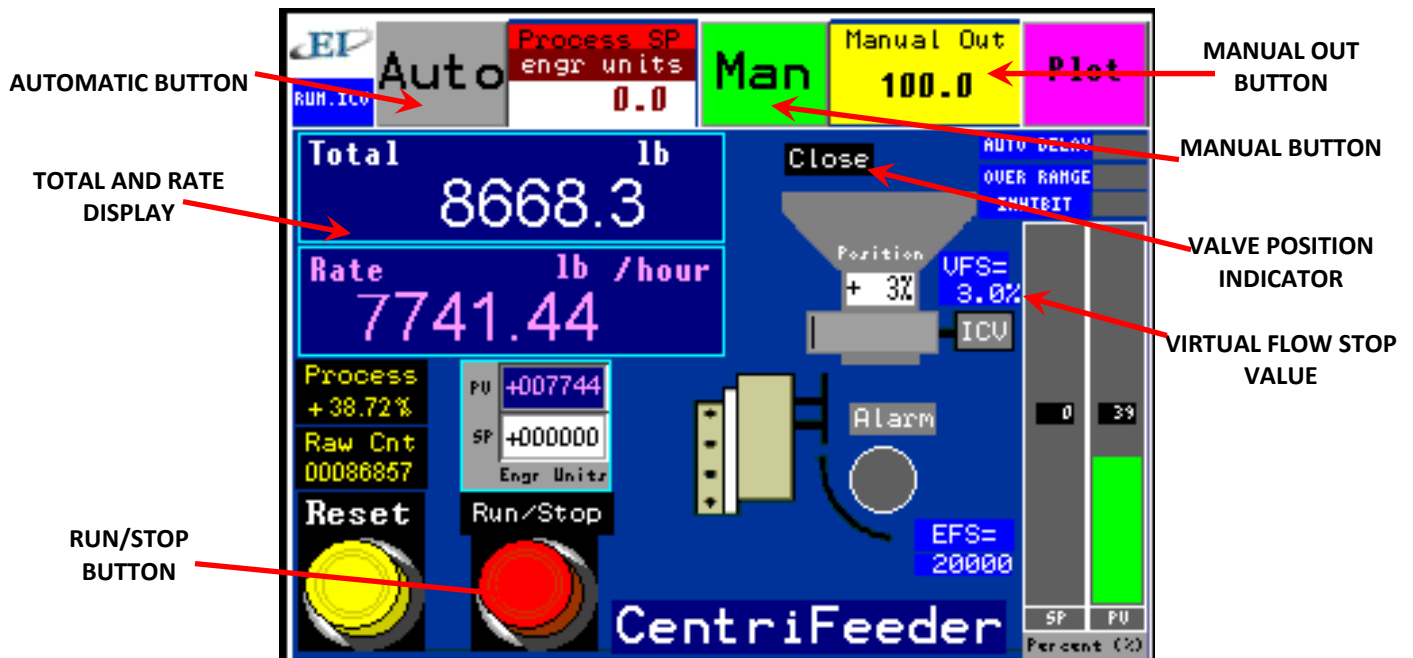 AUTOMATIC BUTTON
TOTAL AND RATE
DISPLAY
RUN/STOP
BUTTON
EI
RUN.ICV
Auto
Process SP
engr units
0.0
Man
Manual Out
100.0
Plot
Total lb
8668.3
Rate lb /hour
7741.44
Process
+ 38.72%
Raw Cnt
00086857
PV +007744
SP +000000
Engr Units
Reset
Run/Stop
Close
Position
+ 3%
VFS=
3.0%
ICV
Alarm
EFS=
20000
CentriFeeder
AUTO DELAY
OVER RANGE
INHIBIT
0 39
SP PV
Percent (%)
MANUAL OUT
BUTTON
MANUAL BUTTON
VALVE POSITION
INDICATOR
VIRTUAL FLOW STOP
VALUE